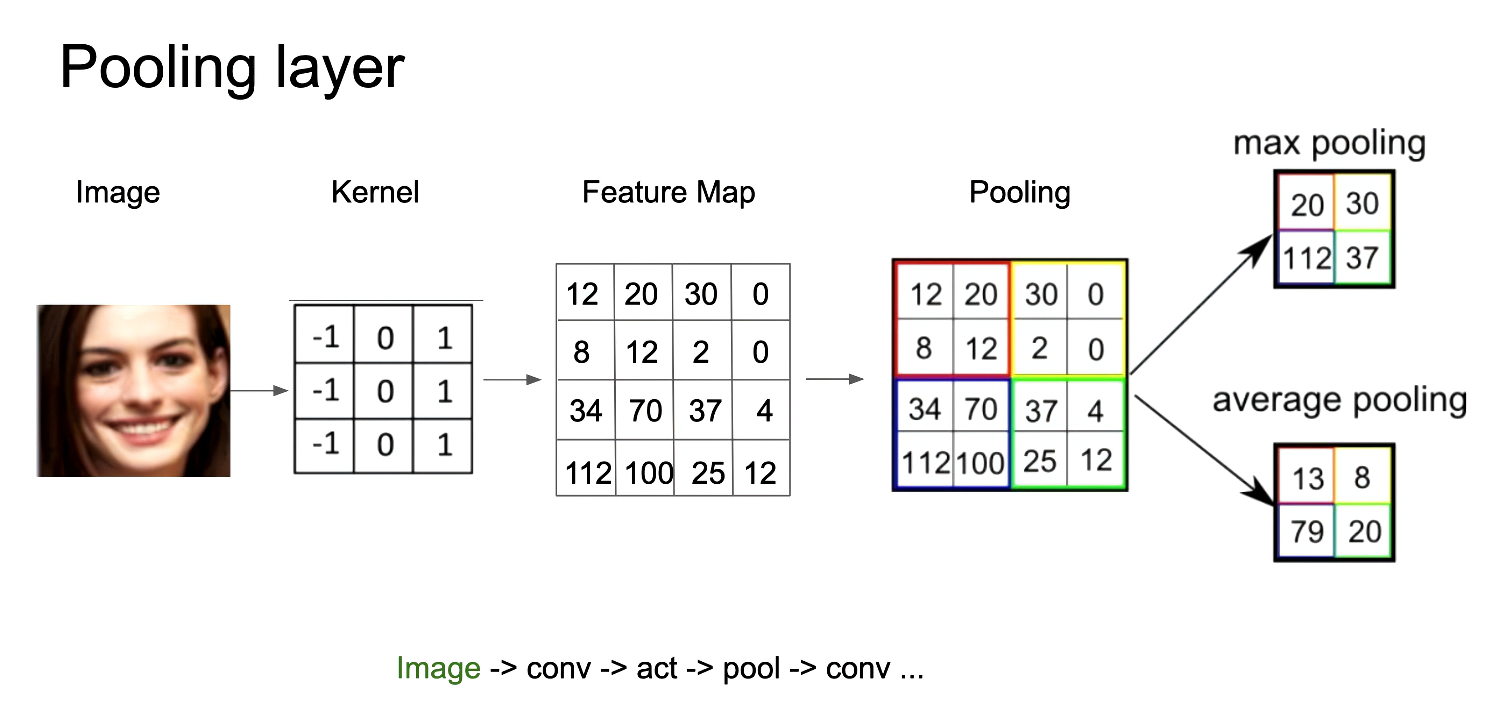 Pooling layer
Image
Kernel
Feature Map
Pooling
max pooling
-1 0 1
-1 0 1
-1 0 1
12 20 30 0
8 12 2 0
34 70 37 4
112 100 25 12
12 20 30 0
8 12 2 0
34 70 37 4
112 100 25 12
20 30
112 37
average pooling
13 8
79 20
Image -> conv -> act -> pool -> conv ...